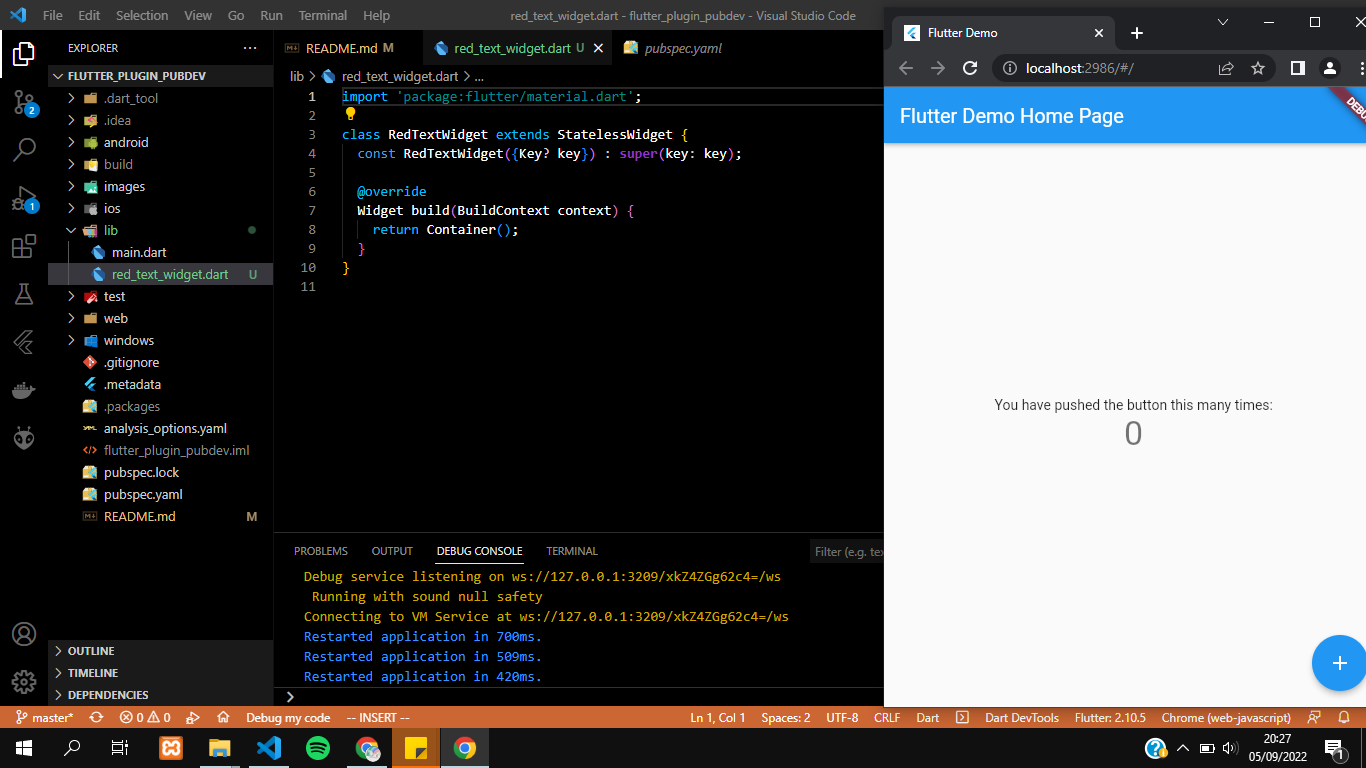 File Edit Selection View Go Run Terminal Help
red_text_widget.dart - flutter_plugin_pubdev - Visual Studio Code
EXPLORER
FLUTTER_PLUGIN_PUBDEV
.dart_tool
.idea
android
build
images
ios
lib
main.dart
red_text_widget.dart U
test
web
windows
.gitignore
.metadata
.packages
analysis_options.yaml
flutter_plugin_pubdev.iml
pubspec.lock
pubspec.yaml
README.md M
OUTLINE
TIMELINE
DEPENDENCIES
2
1
README.md M red_text_widget.dart U pubspec.yaml
lib > red_text_widget.dart > ...
1 import 'package:flutter/material.dart';
2
3 class RedTextWidget extends StatelessWidget {
4 const RedTextWidget({Key? key}) : super(key: key);
5
6 @override
7 Widget build(BuildContext context) {
8 return Container();
9 }
10 }
11
PROBLEMS OUTPUT DEBUG CONSOLE TERMINAL Filter (e.g. te
Debug service listening on ws://127.0.0.1:3209/xkZ4ZGg62c4=/ws
Running with sound null safety
Connecting to VM Service at ws://127.0.0.1:3209/xkZ4ZGg62c4=/ws
Restarted application in 700ms.
Restarted application in 509ms.
Restarted application in 420ms.
Flutter Demo
localhost:2986/#/
Flutter Demo Home Page
DEBU
You have pushed the button this many times:
0
master* 0 0 Debug my code -- INSERT -- Ln 1, Col 1 Spaces: 2 UTF-8 CRLF Dart Dart DevTools Flutter: 2.10.5 Chrome (web-javascript)
20:27
05/09/2022
1